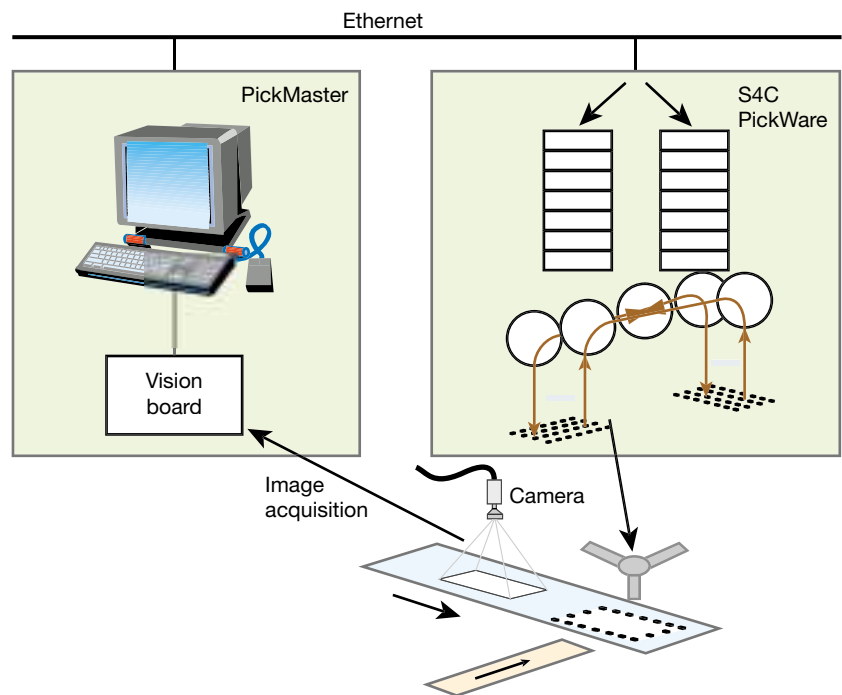 Ethernet
PickMaster
S4C
PickWare
Vision
board
Image
acquisition
Camera